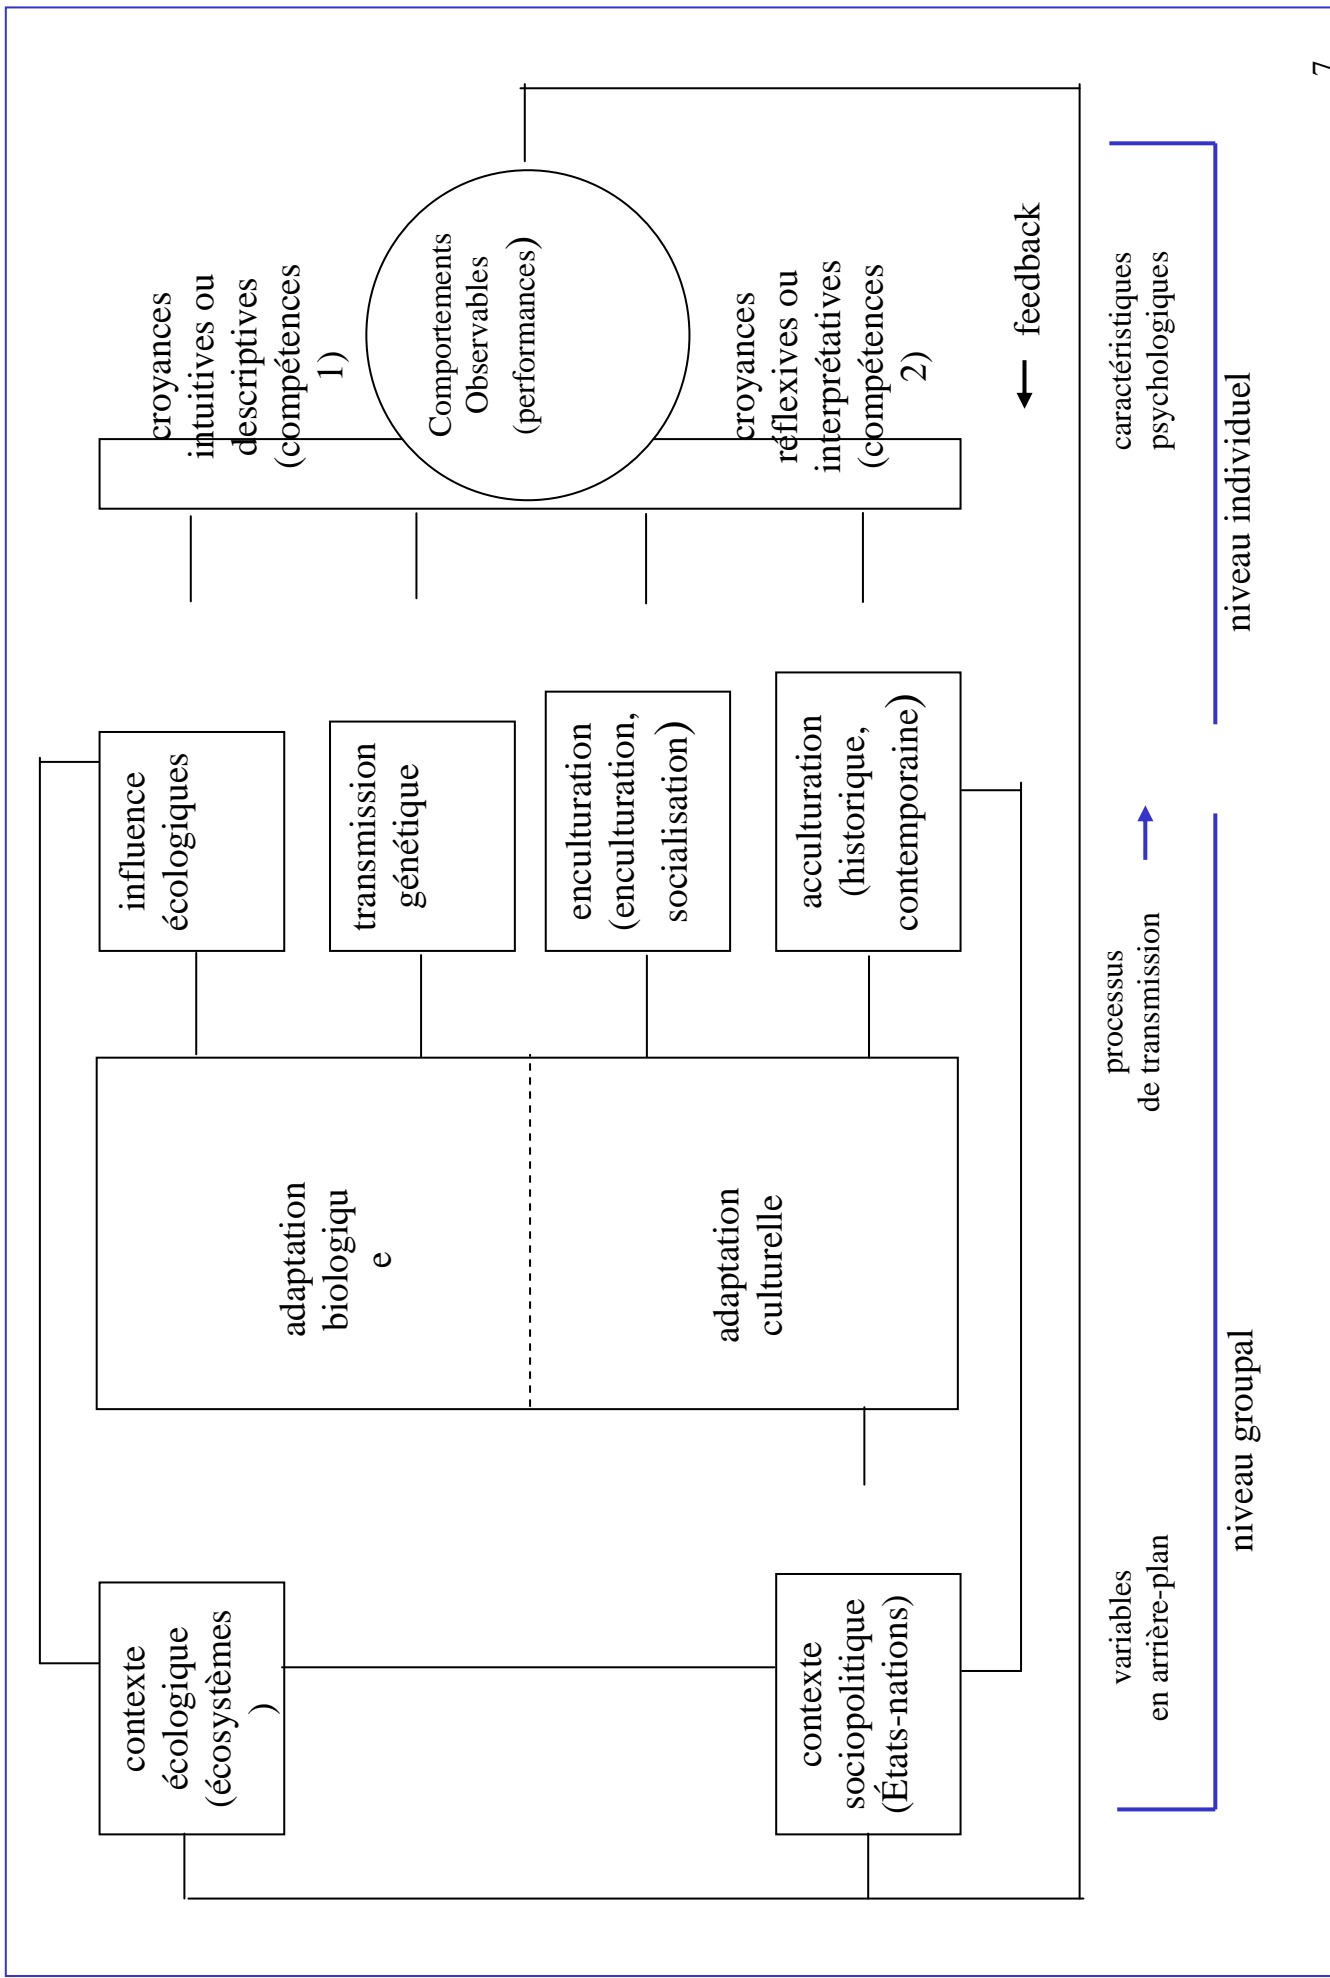 contexte
écologique
(écosystèmes
)
contexte
sociopolitique
(États-nations)
adaptation
biologiqu
e
adaptation
culturelle
influence
écologiques
transmission
génétique
enculturation
(enculturation,
socialisation)
acculturation
(historique,
contemporaine)
croyances
intuitives ou
descriptives
(compétences
1)
Comportements
Observables
(performances)
croyances
réflexives ou
interprétatives
(compétences
2)
feedback
variables
en arrière-plan
processus
de transmission
caractéristiques
psychologiques
niveau groupal
niveau individuel
7